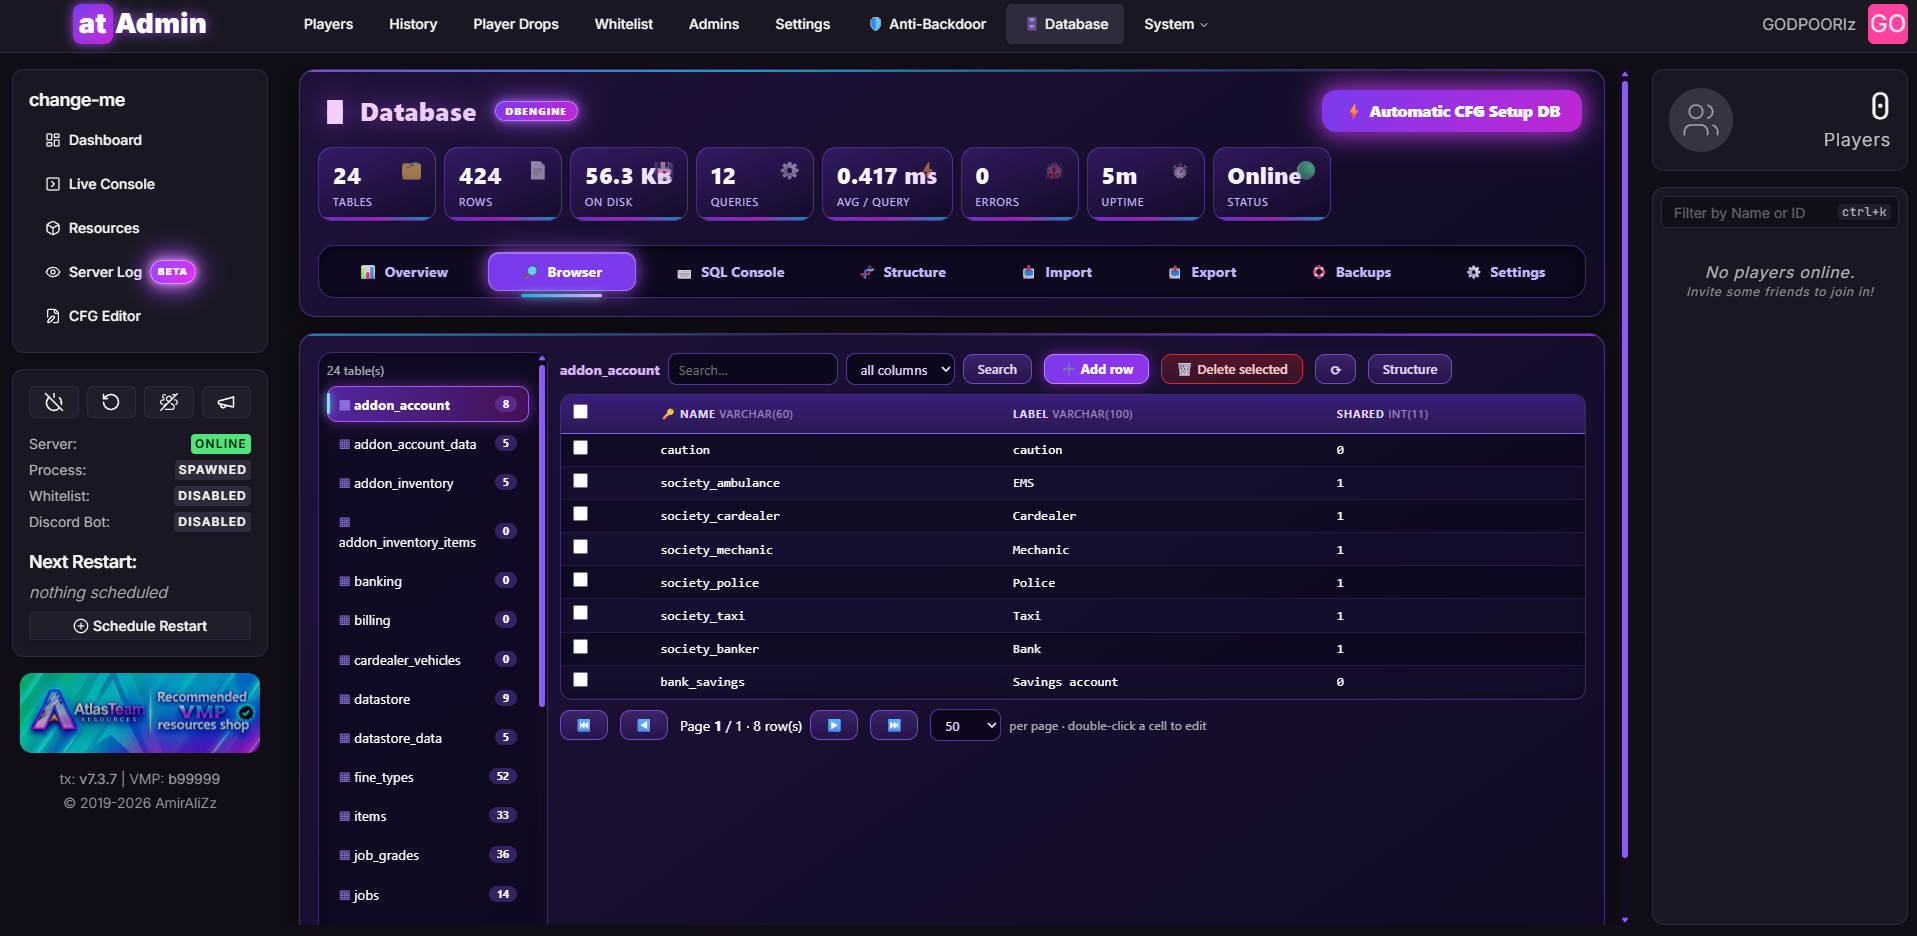 at Admin
Players
History
Player Drops
Whitelist
Admins
Settings
Anti-Backdoor
Database
System
GODPOORIz
GO
change-me
Dashboard
Live Console
Resources
Server Log BETA
CFG Editor
Server: ONLINE
Process: SPAWNED
Whitelist: DISABLED
Discord Bot: DISABLED
Next Restart:
nothing scheduled
Schedule Restart
AtlasTeam
RESOURCES
Recommended
VMP
resources shop
tx: v7.3.7 | VMP: b99999
© 2019-2026 AmirAliZz
Database DBENGINE
Automatic CFG Setup DB
24
TABLES
424
ROWS
56.3 KB
ON DISK
12
QUERIES
0.417 ms
AVG / QUERY
0
ERRORS
5m
UPTIME
Online
STATUS
Overview
Browser
SQL Console
Structure
Import
Export
Backups
Settings
24 table(s)
addon_account 8
addon_account_data 5
addon_inventory 5
addon_inventory_items 0
banking 0
billing 0
cardealer_vehicles 0
datastore 9
datastore_data 5
fine_types 52
items 33
job_grades 36
jobs 14
addon_account
Search...
all columns
Search
Add row
Delete selected
Structure
NAME VARCHAR(60) LABEL VARCHAR(100) SHARED INT(11)
caution caution 0
society_ambulance EMS 1
society_cardealer Cardealer 1
society_mechanic Mechanic 1
society_police Police 1
society_taxi Taxi 1
society_banker Bank 1
bank_savings Savings account 0
Page 1 / 1 · 8 row(s)
50
per page · double-click a cell to edit
0
Players
Filter by Name or ID ctrl+k
No players online.
Invite some friends to join in!